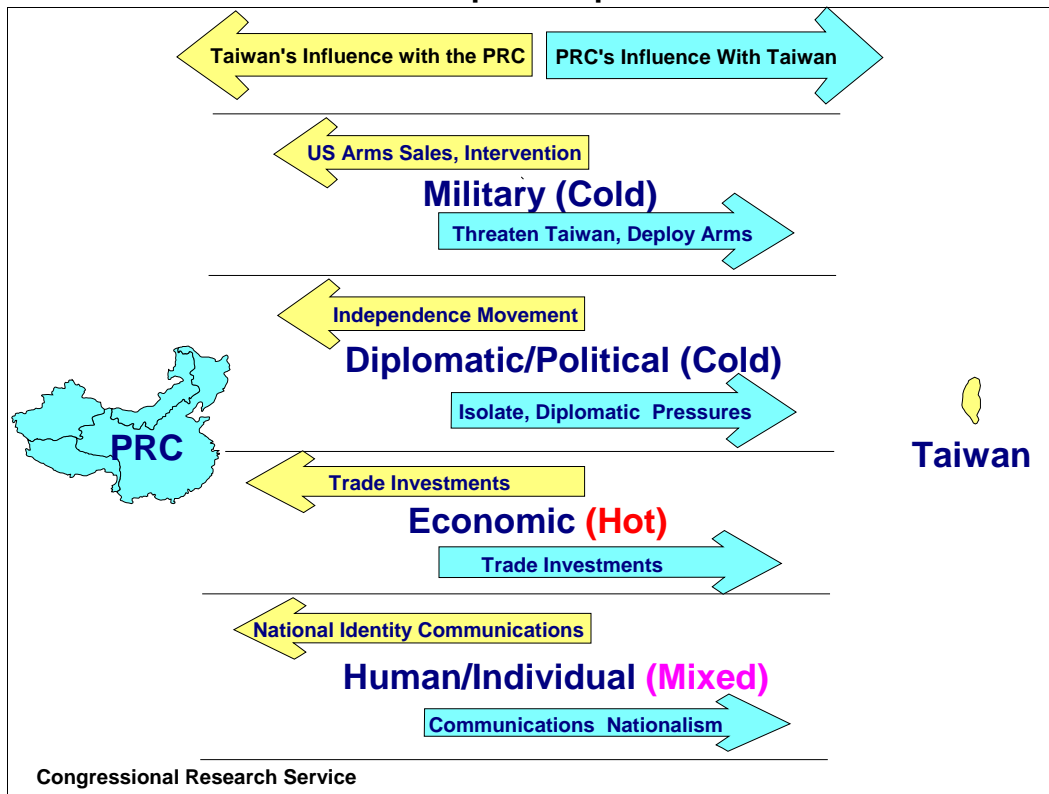 Taiwan's Influence with the PRC
PRC's Influence With Taiwan
US Arms Sales, Intervention
Military (Cold)
Threaten Taiwan, Deploy Arms
Independence Movement
Diplomatic/Political (Cold)
Isolate, Diplomatic Pressures
PRC
Taiwan
Trade Investments
Economic (Hot)
Trade Investments
National Identity Communications
Human/Individual (Mixed)
Communications Nationalism
Congressional Research Service